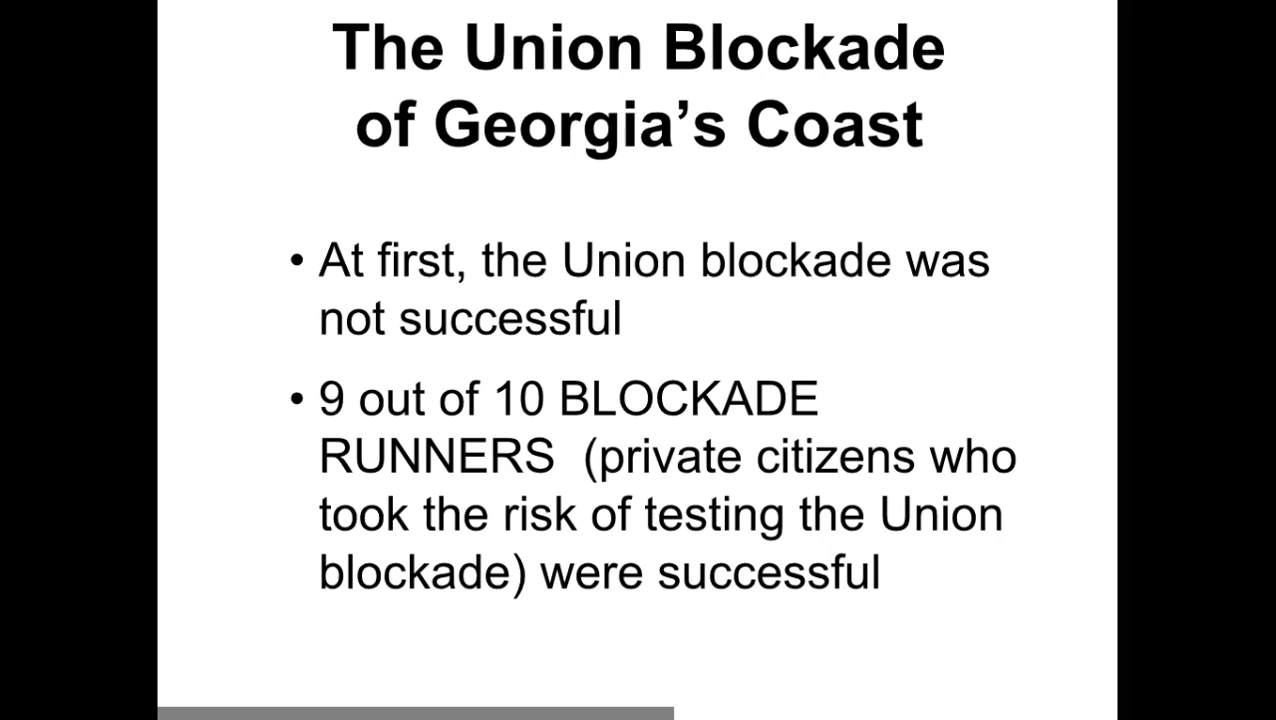 The Union Blockade
of Georgia’s Coast
• At first, the Union blockade was
not successful
• 9 out of 10 BLOCKADE
RUNNERS  (private citizens who
took the risk of testing the Union
blockade) were successful